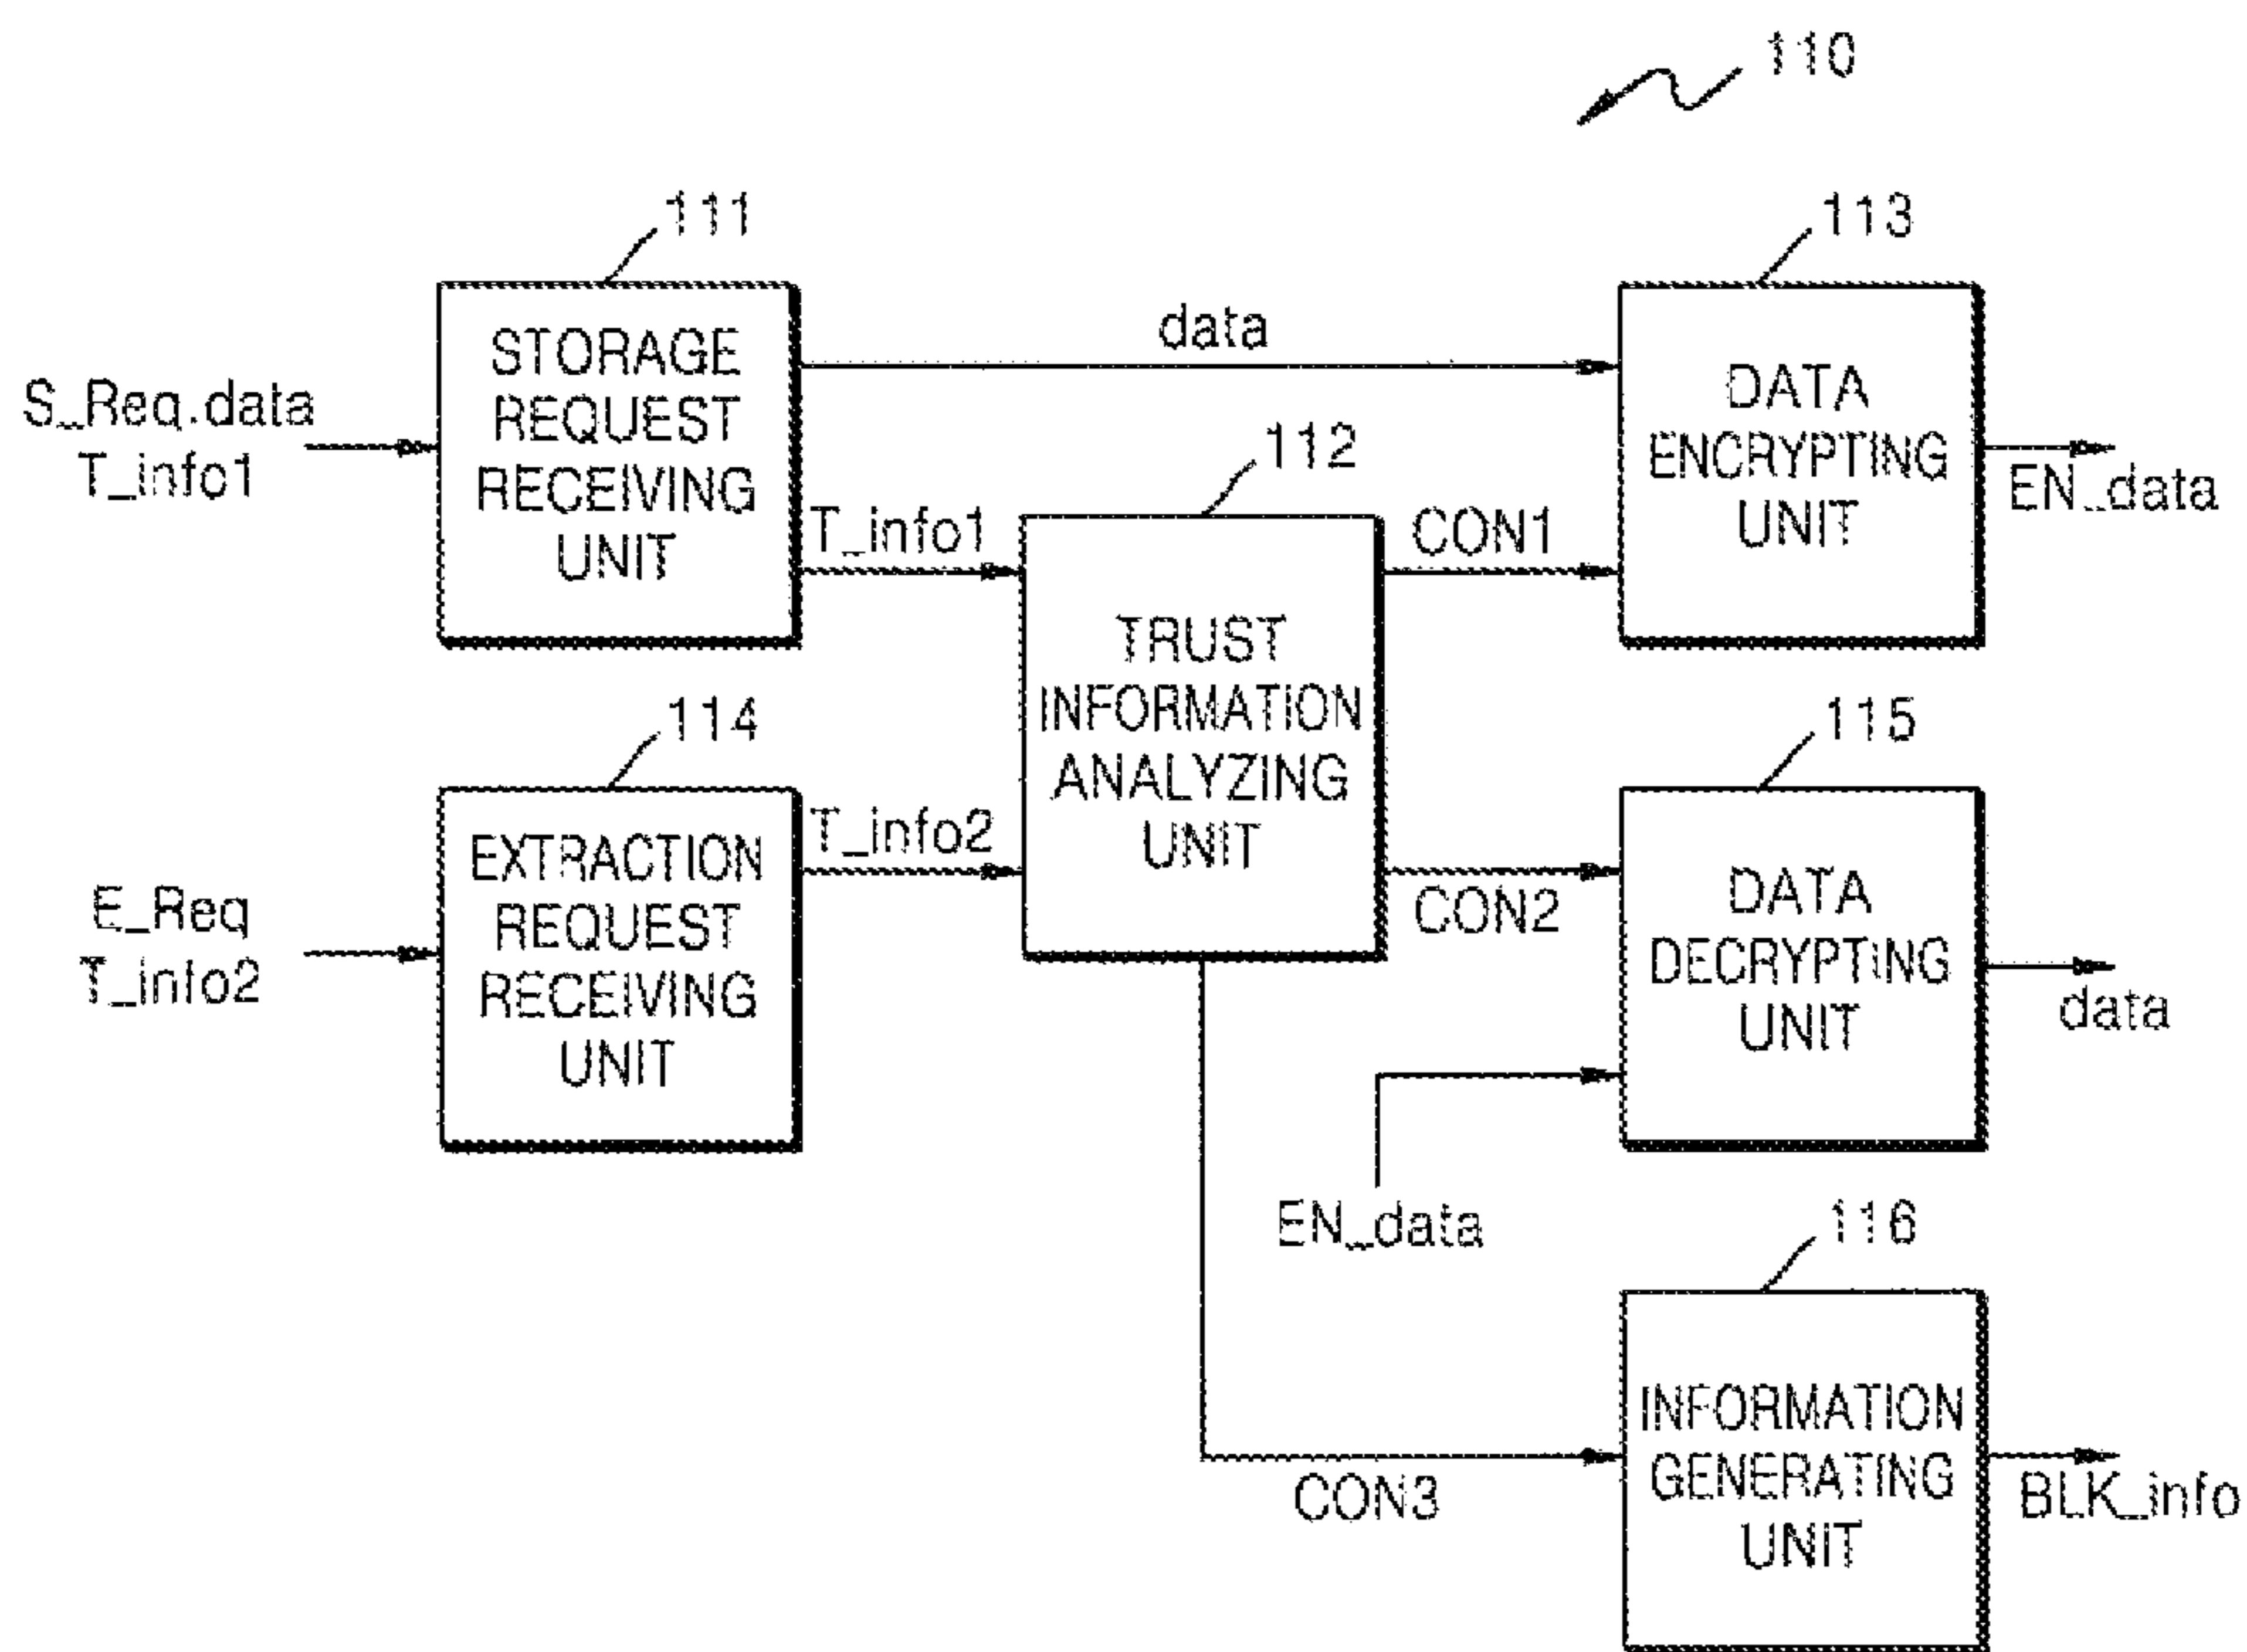 110
111
113
STORAGE
REQUEST
RECEIVING
UNIT
data
DATA
ENCRYPTING
UNIT
S_Req.data
T_info1
112
EN_data
T_info1
CON1
TRUST
INFORMATION
ANALYZING
UNIT
114
115
EXTRACTION
REQUEST
RECEIVING
UNIT
T_info2
CON2
DATA
DECRYPTING
UNIT
E_Req
T_info2
data
EN_data
116
INFORMATION
GENERATING
UNIT
CON3
BLK_info